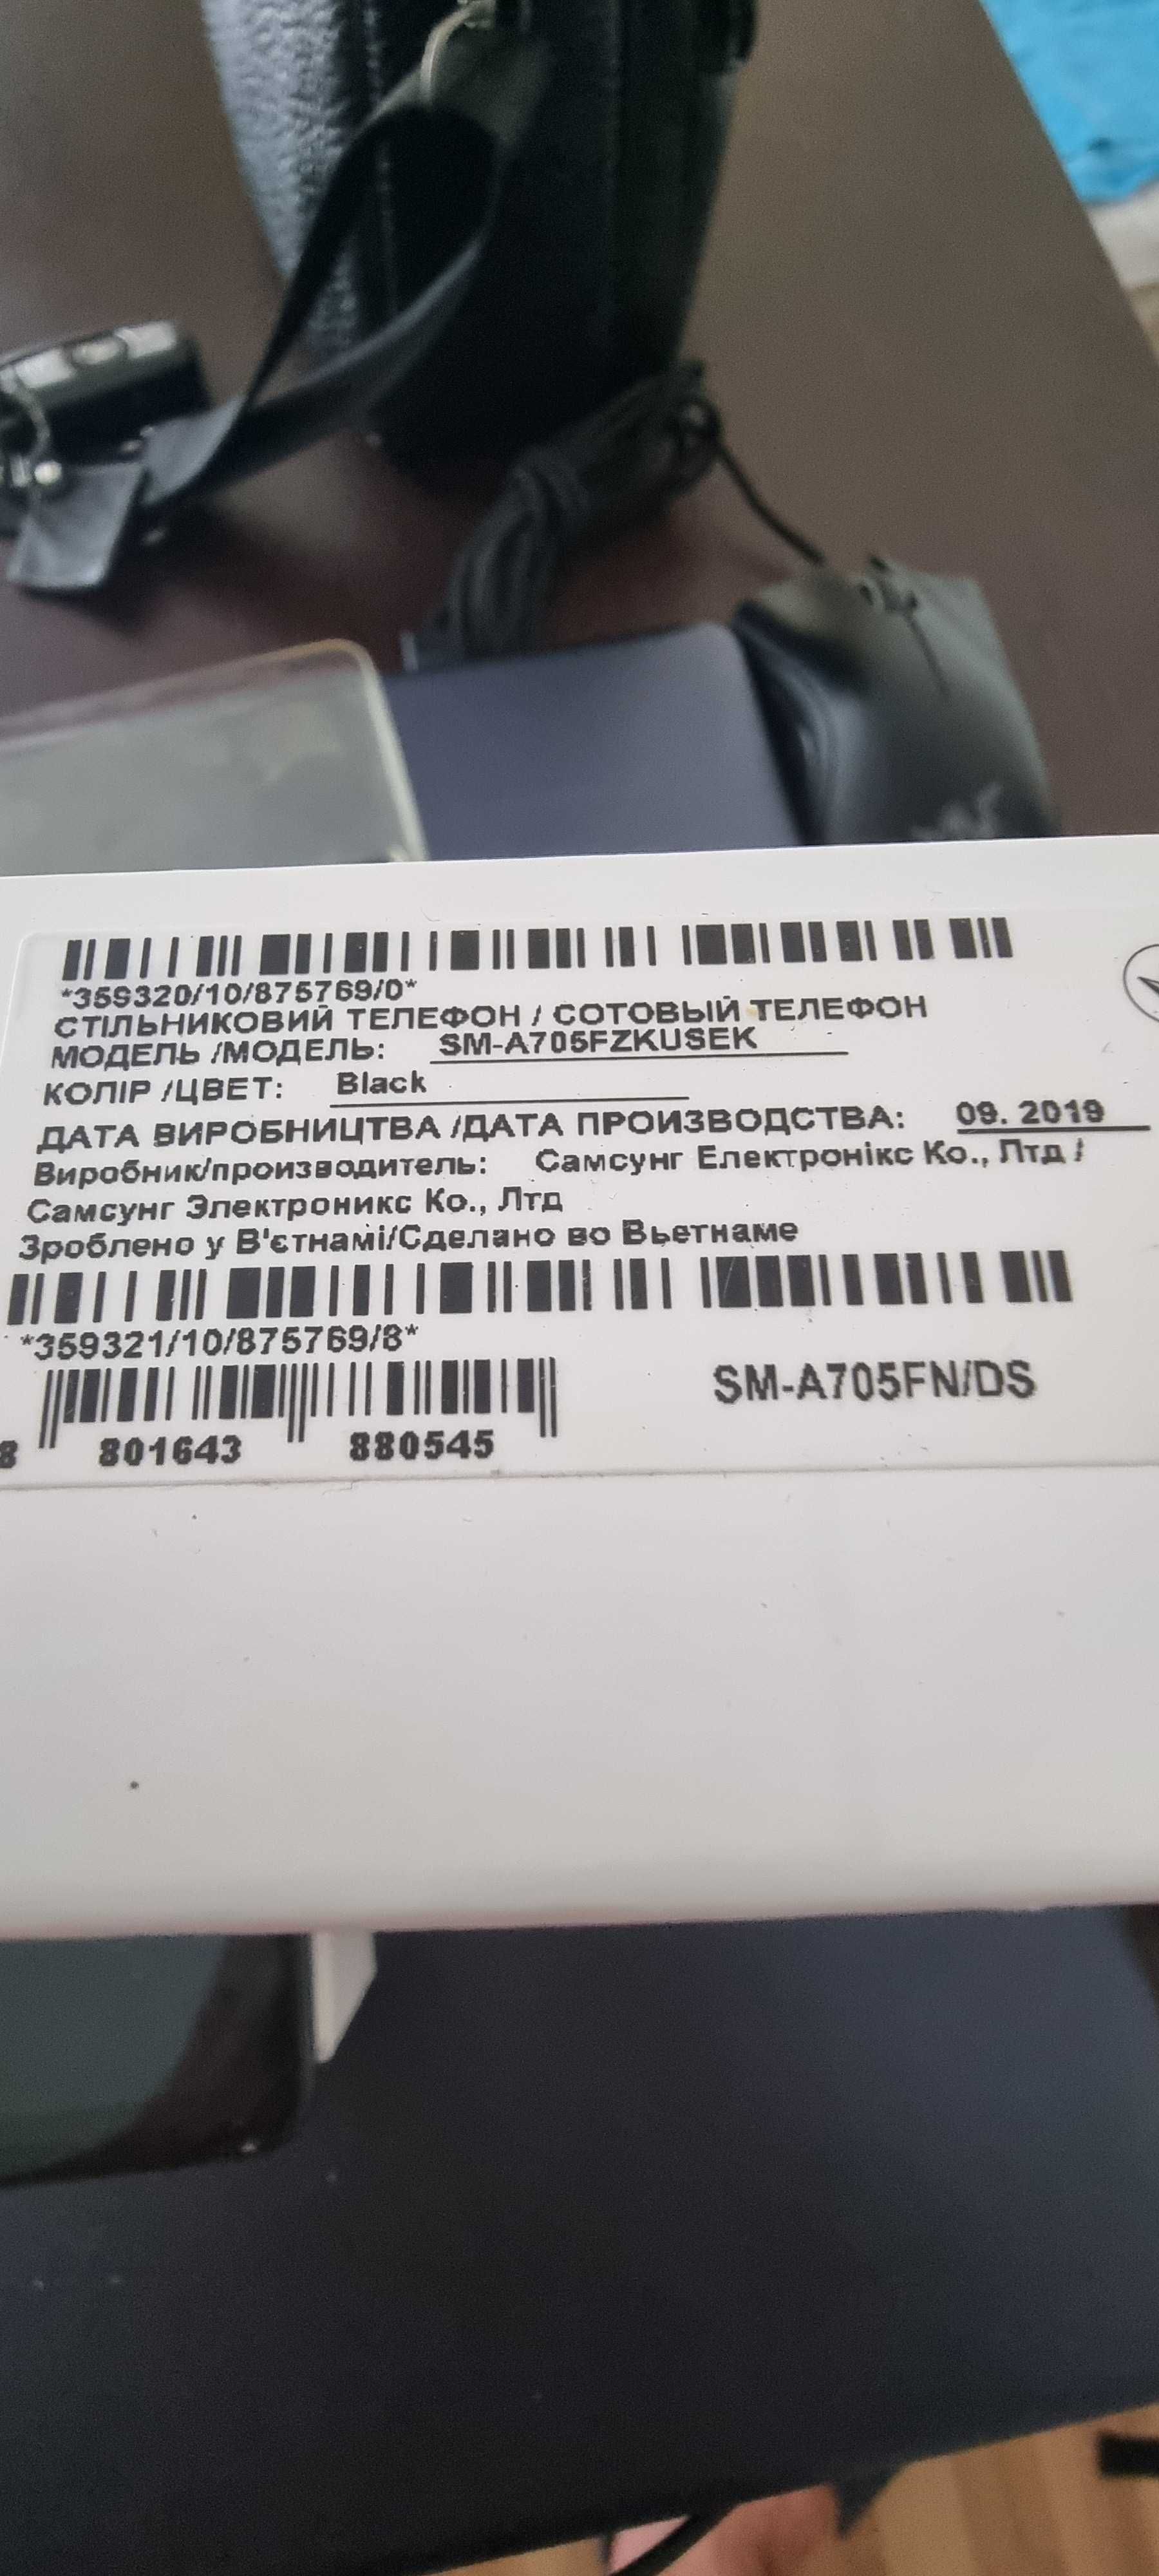 *359320/10/875769/0*
СТІЛЬНИКОВИЙ ТЕЛЕФОН / СОТОВЫЙ ТЕЛЕФОН
МОДЕЛЬ /МОДЕЛЬ: SM-A705FZKUSEK
КОЛІР /ЦВЕТ: Black
ДАТА ВИРОБНИЦТВА /ДАТА ПРОИЗВОДСТВА: 09. 2019
Виробник/производитель: Самсунг Електронікс Ко., Лтд /
Самсунг Электроникс Ко., Лтд
Зроблено у В'єтнамі/Сделано во Вьетнаме
*359321/10/875769/8*
SM-A705FN/DS
8 801643 880545